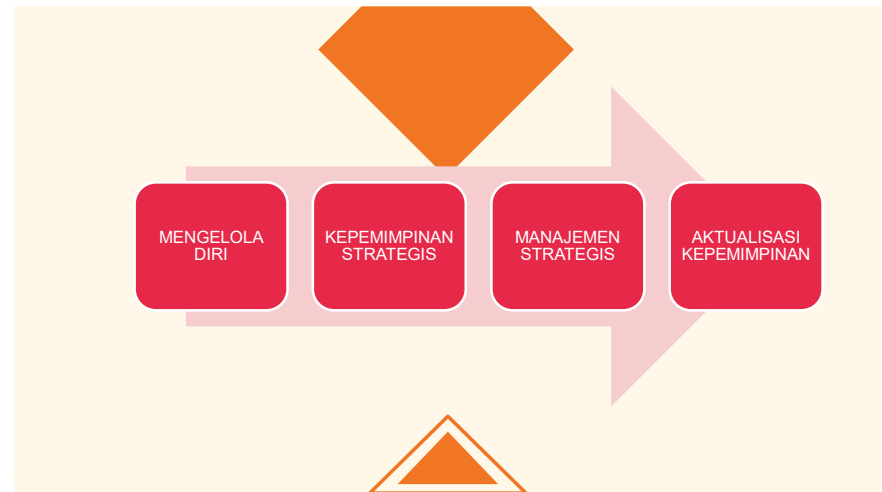 MENGELOLA
DIRI
KEPEMIMPINAN
STRATEGIS
MANAJEMEN
STRATEGIS
AKTUALISASI
KEPEMIMPINAN